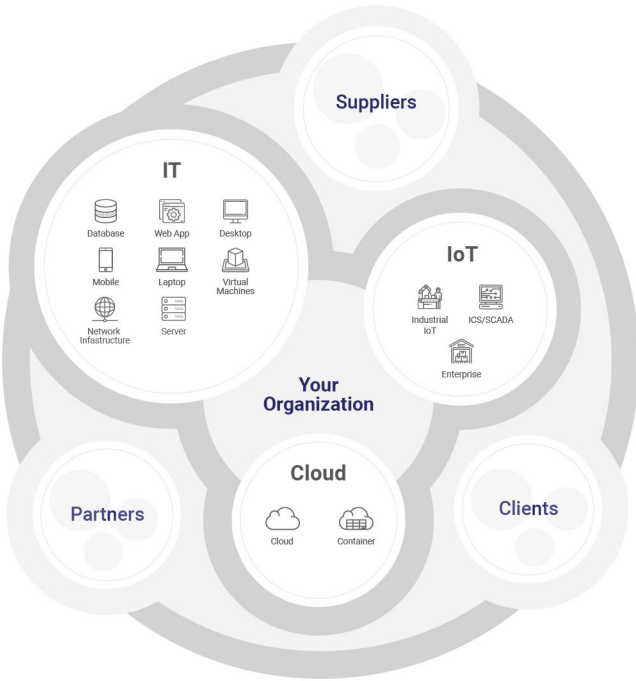 Suppliers
IT
Database
Web App
Desktop
Mobile
Laptop
Virtual
Machines
Network
Infastructure
Server
IoT
Industrial
IoT
ICS/SCADA
Enterprise
Your
Organization
Cloud
Cloud
Container
Partners
Clients